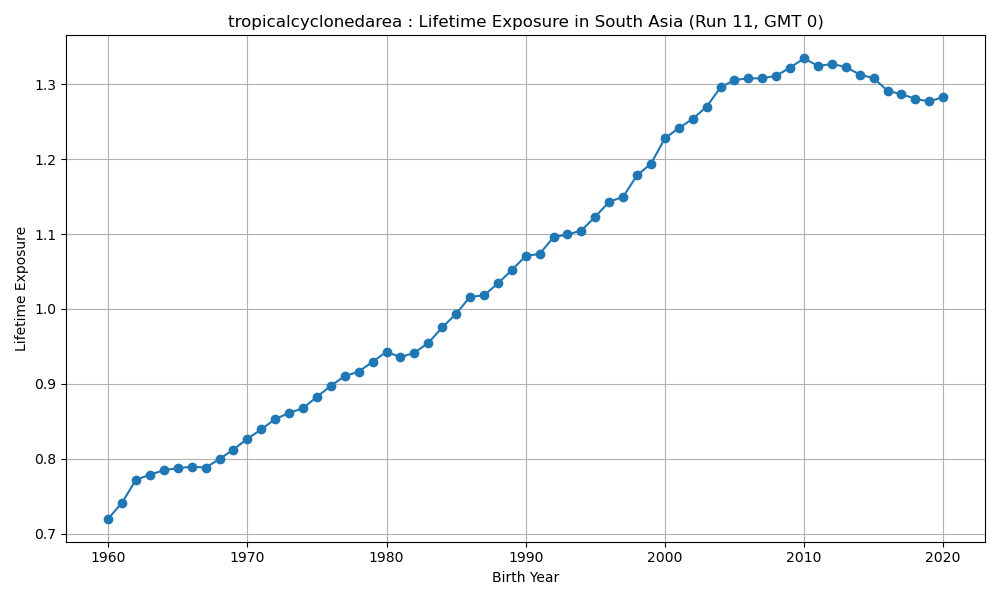 tropicalcyclonedarea : Lifetime Exposure in South Asia (Run 11, GMT 0)
Lifetime Exposure
1.3
1.2
1.1
1.0
0.9
0.8
0.7
1960 1970 1980 1990 2000 2010 2020
Birth Year